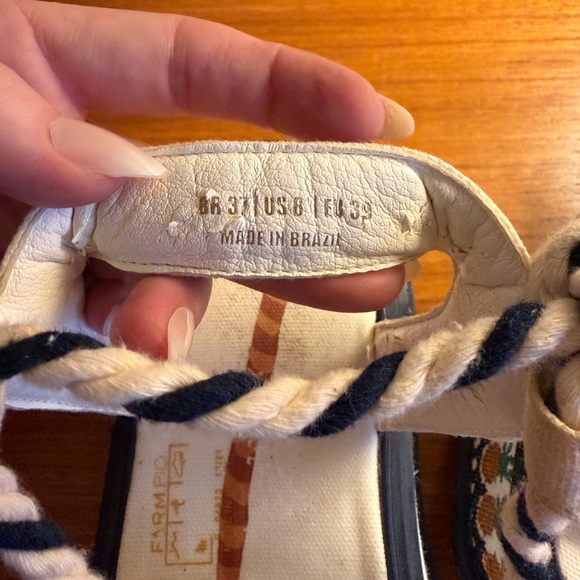 BR 37 | US 8 | EU 39
MADE IN BRAZIL
FARM RIO